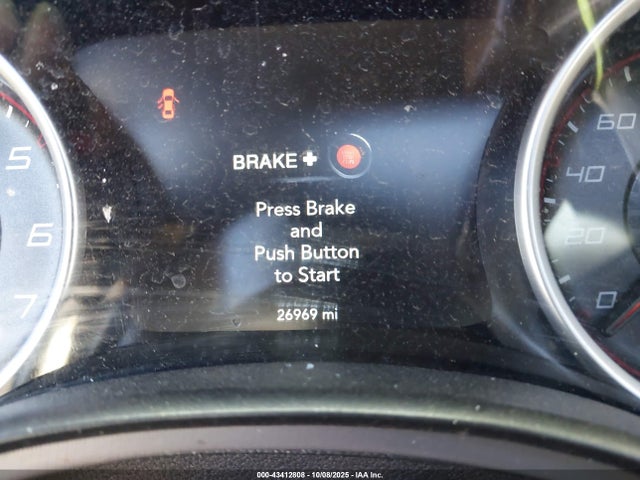 5
6
7
BRAKE +
Press Brake
and
Push Button
to Start
26969 mi
60
40
20
0
000-43412808 - 10/08/2025 - © IAA Inc.